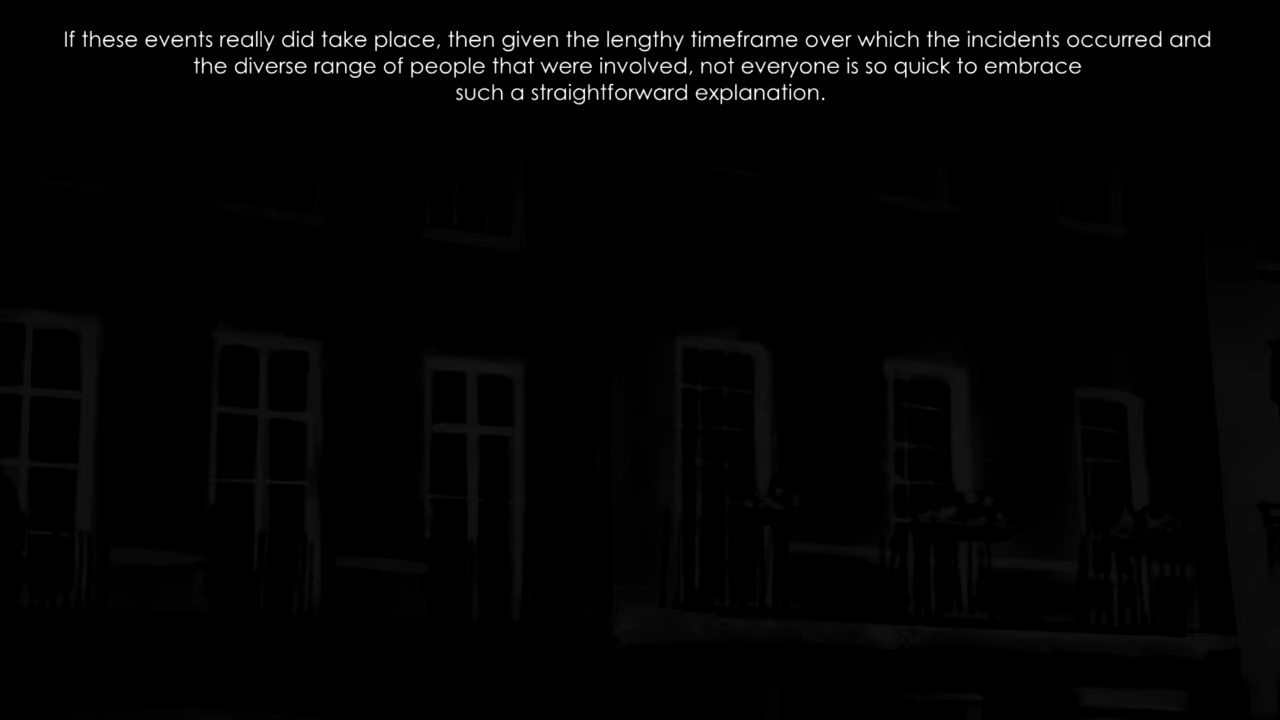 If these events really did take place, then given the lengthy timeframe over which the incidents occurred and
the diverse range of people that were involved, not everyone is so quick to embrace
such a straightforward explanation.